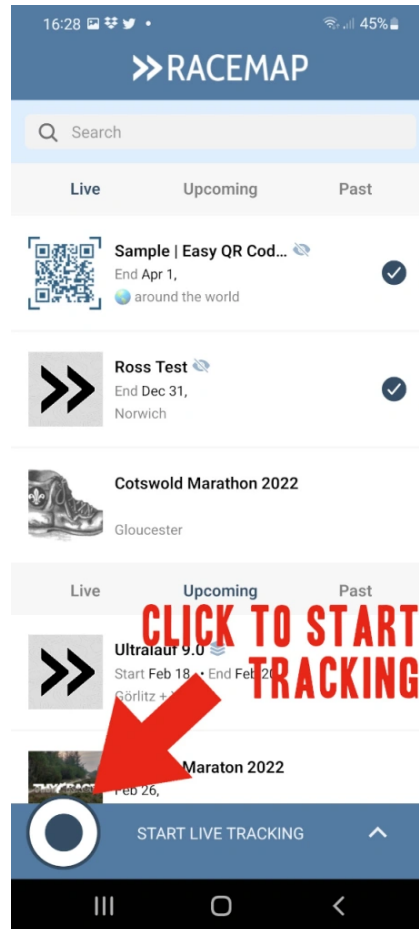 16:28
45%
RACEMAP
Search
Live Upcoming Past
Sample | Easy QR Cod...
End Apr 1,
around the world
Ross Test
End Dec 31,
Norwich
Cotswold Marathon 2022
Gloucester
Live Upcoming Past
CLICK TO START
TRACKING
Ultralauf 9.0
Start Feb 18 • End Feb 20
Görlitz +
Maraton 2022
Feb 26,
START LIVE TRACKING